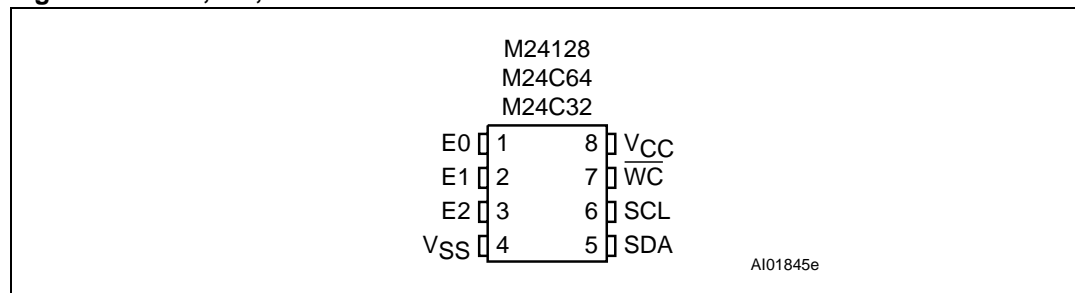 M24128
M24C64
M24C32
E0 1 8 VCC
E1 2 7 WC
E2 3 6 SCL
VSS 4 5 SDA
AI01845e